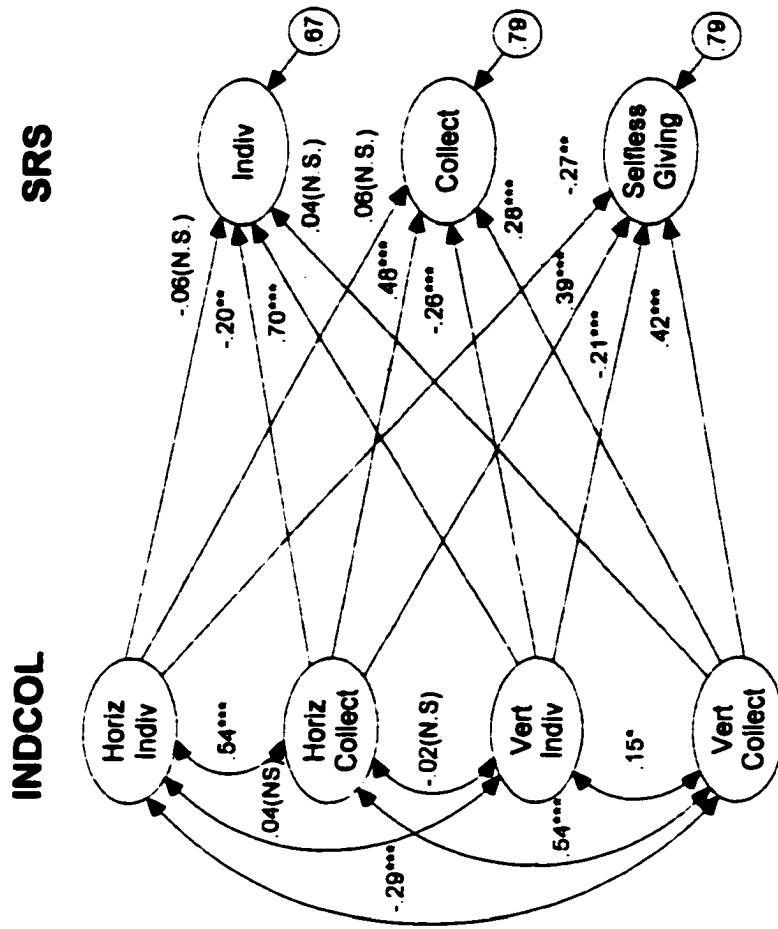 INDCOL
SRS
Horiz
Indiv
Horiz
Collect
Vert
Indiv
Vert
Collect
.54***
.04(NS)
-.02(N.S)
-.29***
.54***
.15*
Indiv
Collect
Selfless
Giving
.67
.79
.79
-.06(N.S.)
-.20**
.70***
.04(N.S.)
.06(N.S.)
.48***
-.26***
.28***
-.27**
.39***
-.21***
.42***